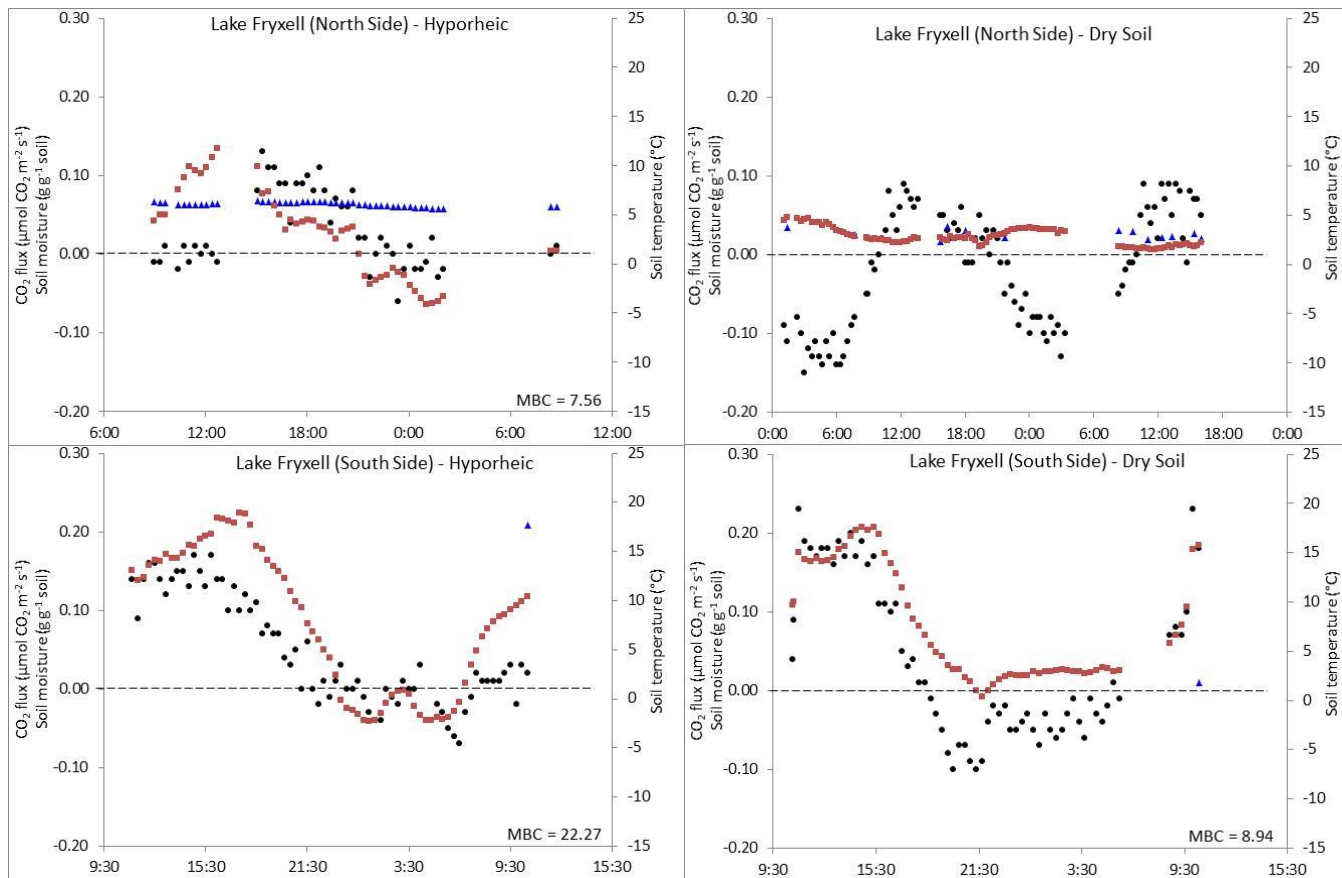 Lake Fryxell (North Side) - Hyporheic
CO₂ flux (µmol CO₂ m⁻² s⁻¹)
Soil moisture (g g⁻¹ soil)
0.30
0.20
0.10
0.00
-0.10
-0.20
25
20
15
10
5
0
-5
-10
-15
Soil temperature (°C)
MBC = 7.56
6:00 12:00 18:00 0:00 6:00 12:00
Lake Fryxell (North Side) - Dry Soil
CO₂ flux (µmol CO₂ m⁻² s⁻¹)
Soil moisture (g g⁻¹ soil)
0.30
0.20
0.10
0.00
-0.10
-0.20
25
20
15
10
5
0
-5
-10
-15
Soil temperature (°C)
0:00 6:00 12:00 18:00 0:00 6:00 12:00 18:00 0:00
Lake Fryxell (South Side) - Hyporheic
CO₂ flux (µmol CO₂ m⁻² s⁻¹)
Soil moisture (g g⁻¹ soil)
0.30
0.20
0.10
0.00
-0.10
-0.20
25
20
15
10
5
0
-5
-10
-15
Soil temperature (°C)
MBC = 22.27
9:30 15:30 21:30 3:30 9:30 15:30
Lake Fryxell (South Side) - Dry Soil
CO₂ flux (µmol CO₂ m⁻² s⁻¹)
Soil moisture (g g⁻¹ soil)
0.30
0.20
0.10
0.00
-0.10
-0.20
25
20
15
10
5
0
-5
-10
-15
Soil temperature (°C)
MBC = 8.94
9:30 15:30 21:30 3:30 9:30 15:30